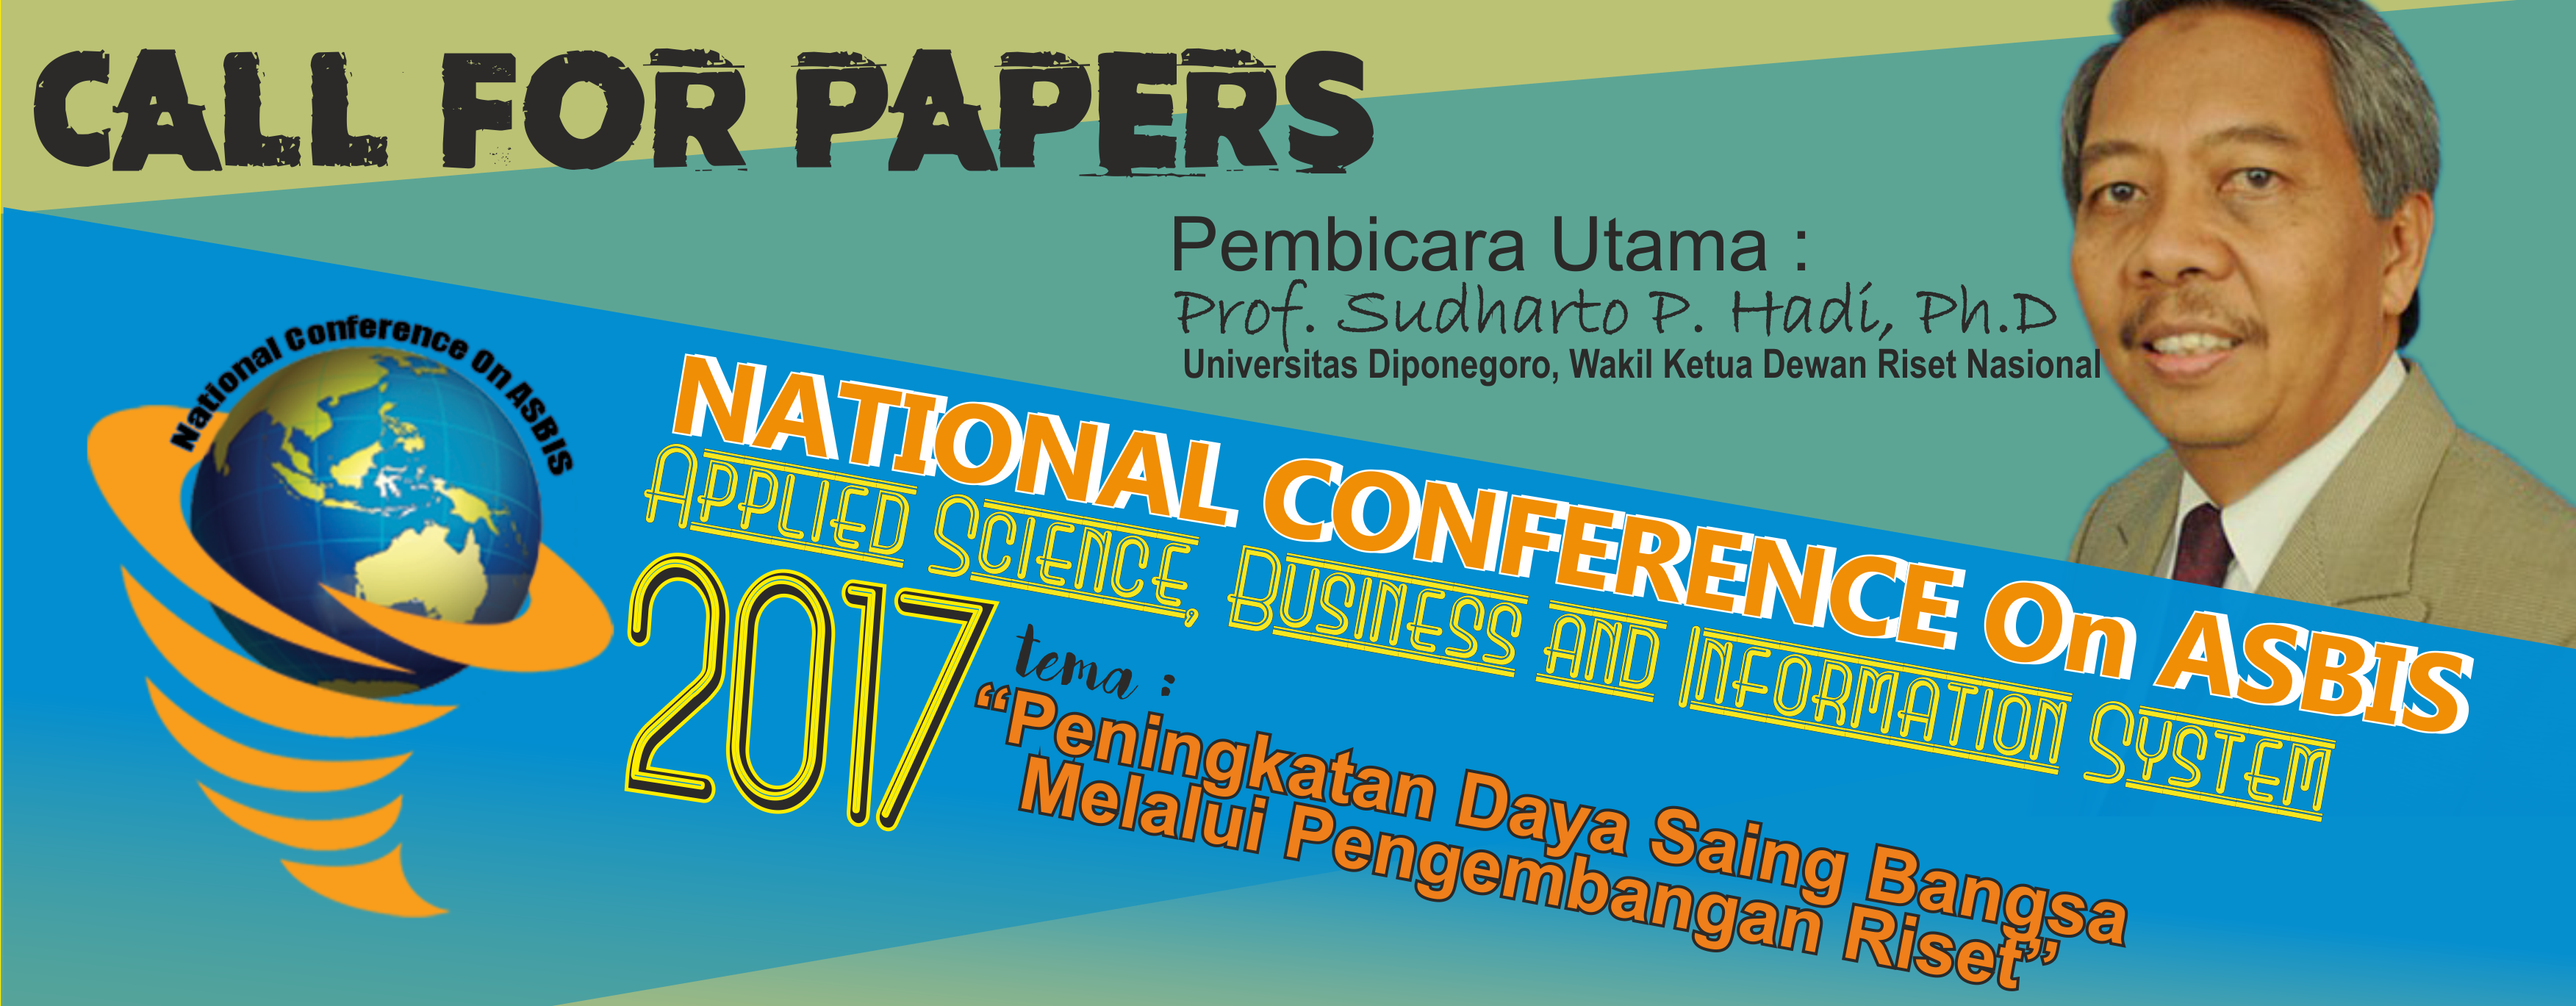 CALL FOR PAPERS
Pembicara Utama :
Prof. Sudharto P. Hadi, Ph.D
Universitas Diponegoro, Wakil Ketua Dewan Riset Nasional
National Conference On ASBIS
NATIONAL CONFERENCE On ASBIS
APPLIED SCIENCE, BUSINESS AND INFORMATION SYSTEM
2017
tema :
“Peningkatan Daya Saing Bangsa
Melalui Pengembangan Riset”